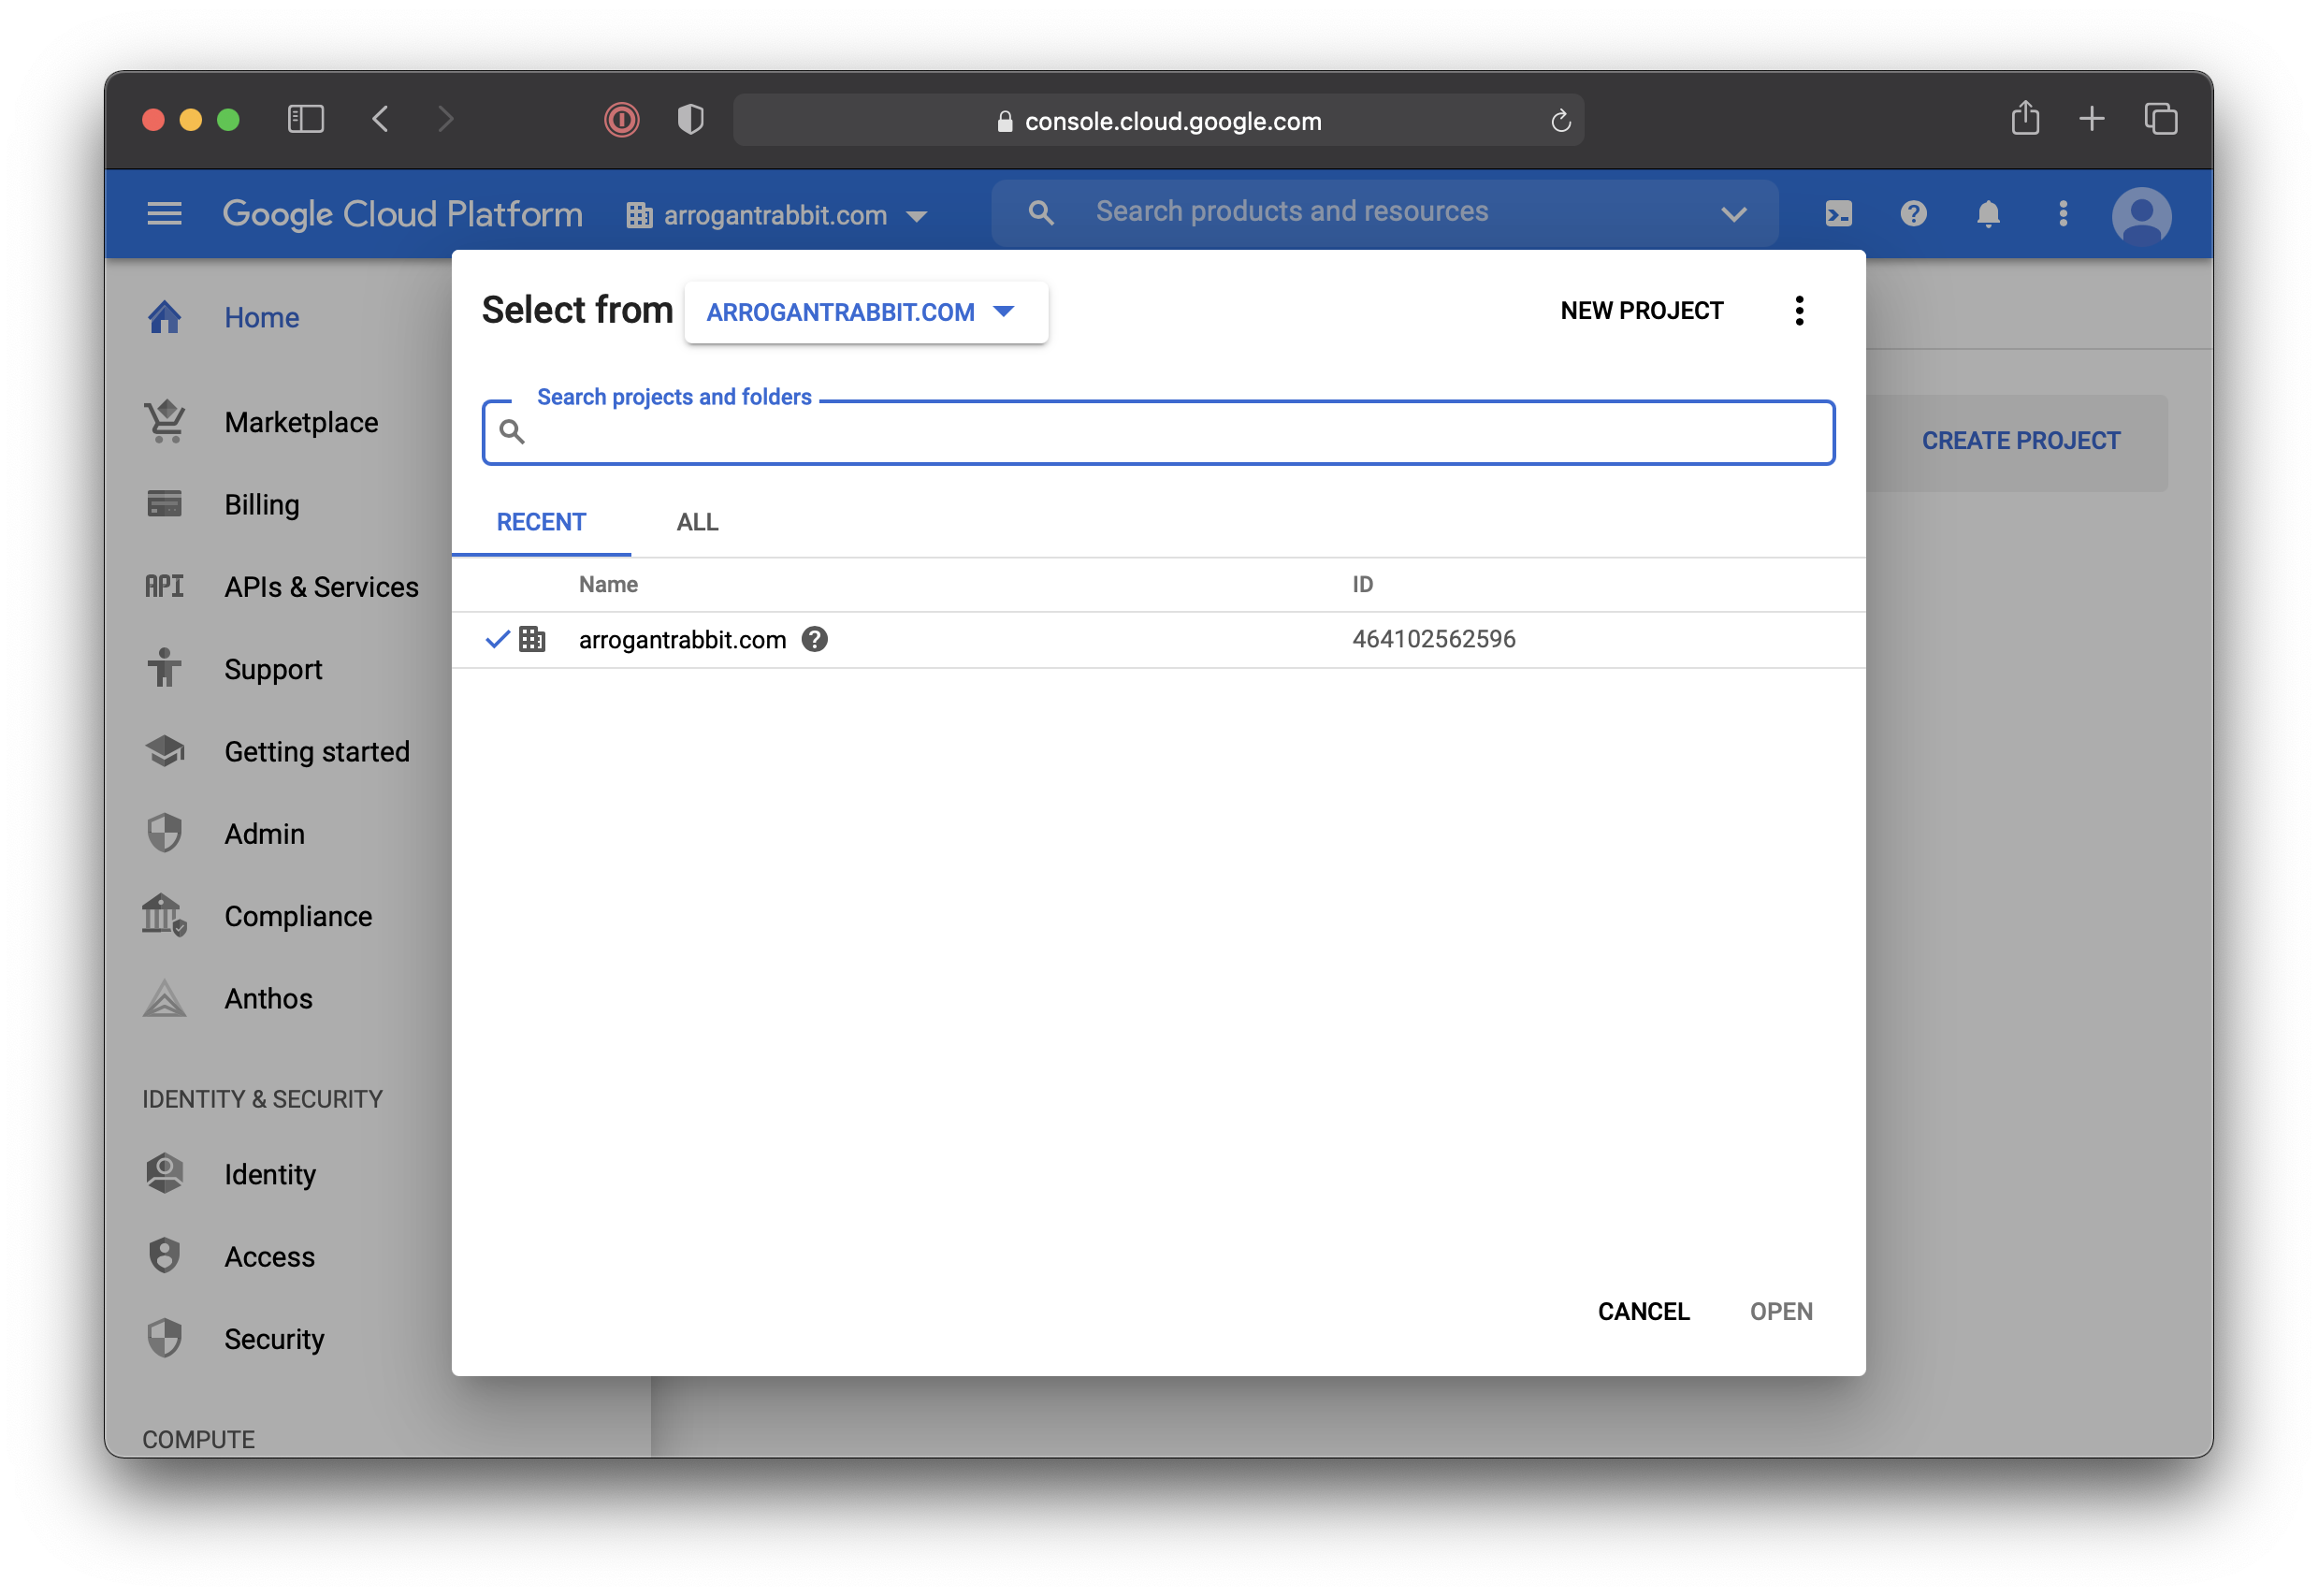 console.cloud.google.com
Google Cloud Platform arrogantrabbit.com Search products and resources
Select from ARROGANTRABBIT.COM NEW PROJECT
Search projects and folders
RECENT ALL
Name ID
arrogantrabbit.com 464102562596
CANCEL OPEN
Home
Marketplace
Billing
API APIs & Services
Support
Getting started
Admin
Compliance
Anthos
IDENTITY & SECURITY
Identity
Access
Security
COMPUTE
CREATE PROJECT